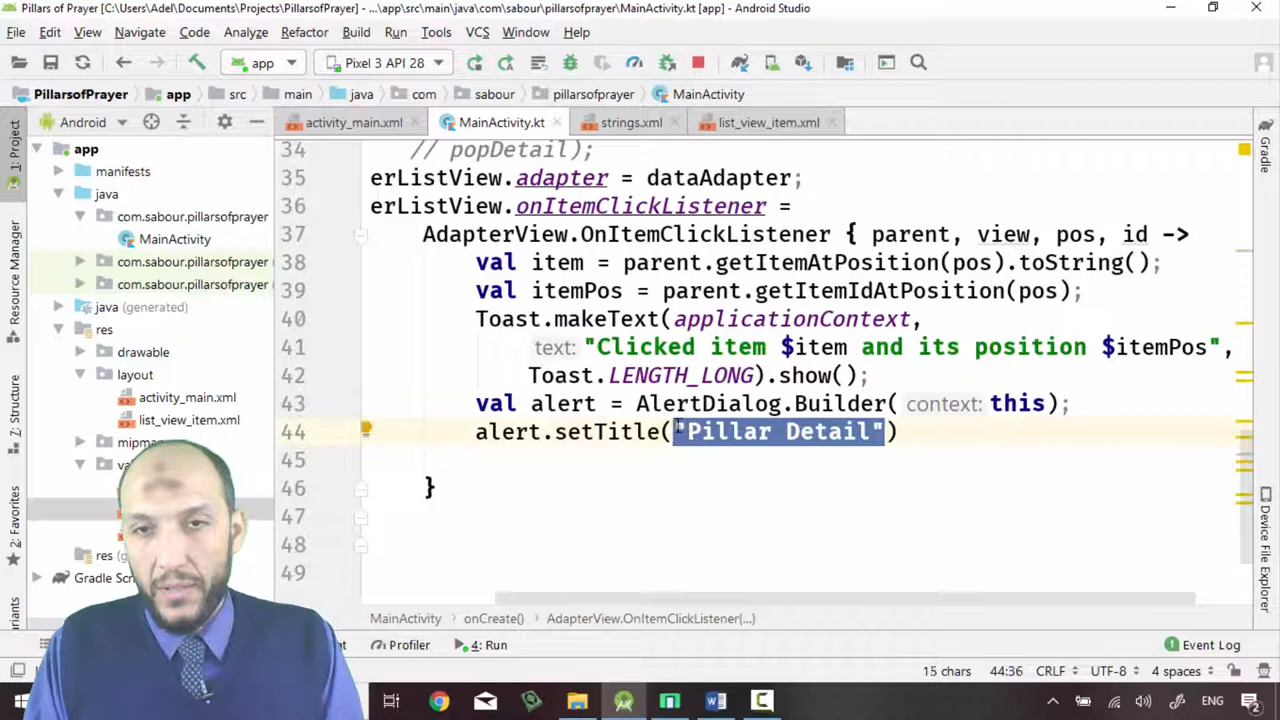 Pillars of Prayer [C:\Users\Adel\Documents\Projects\PillarsofPrayer] - ...\app\src\main\java\com\sabour\pillarsofprayer\MainActivity.kt [app] - Android Studio
File Edit View Navigate Code Analyze Refactor Build Run Tools VCS Window Help
app Pixel 3 API 28
PillarsofPrayer app src main java com sabour pillarsofprayer MainActivity
Android activity_main.xml MainActivity.kt strings.xml list_view_item.xml
1: Project
Resource Manager
7: Structure
2: Favorites
app
manifests
java
com.sabour.pillarsofprayer
MainActivity
com.sabour.pillarsofprayer
com.sabour.pillarsofprayer
java (generated)
res
drawable
layout
activity_main.xml
list_view_item.xml
34 // popDetail);
35 erListView.adapter = dataAdapter;
36 erListView.onItemClickListener =
37 AdapterView.OnItemClickListener { parent, view, pos, id ->
38 val item = parent.getItemAtPosition(pos).toString();
39 val itemPos = parent.getItemIdAtPosition(pos);
40 Toast.makeText(applicationContext,
41 text: "Clicked item $item and its position $itemPos",
42 Toast.LENGTH_LONG).show();
43 val alert = AlertDialog.Builder( context: this);
44 alert.setTitle("Pillar Detail")
45
46 }
47
48
49
Gradle
Device File Explorer
MainActivity onCreate() AdapterView.OnItemClickListener{...}
Profiler 4: Run Event Log
15 chars 44:36 CRLF UTF-8 4 spaces
ENG
2